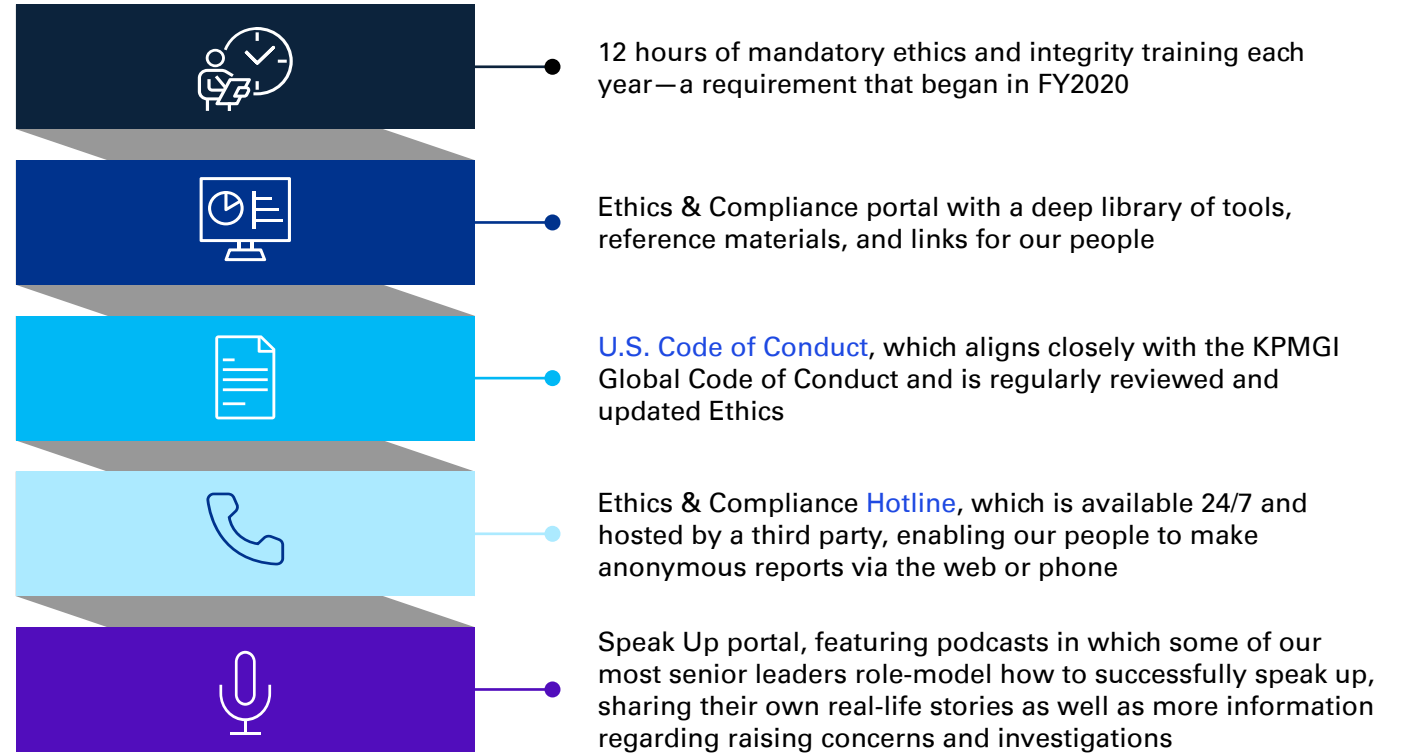 12 hours of mandatory ethics and integrity training each
year—a requirement that began in FY2020
Ethics & Compliance portal with a deep library of tools,
reference materials, and links for our people
U.S. Code of Conduct, which aligns closely with the KPMGI
Global Code of Conduct and is regularly reviewed and
updated Ethics
Ethics & Compliance Hotline, which is available 24/7 and
hosted by a third party, enabling our people to make
anonymous reports via the web or phone
Speak Up portal, featuring podcasts in which some of our
most senior leaders role-model how to successfully speak up,
sharing their own real-life stories as well as more information
regarding raising concerns and investigations